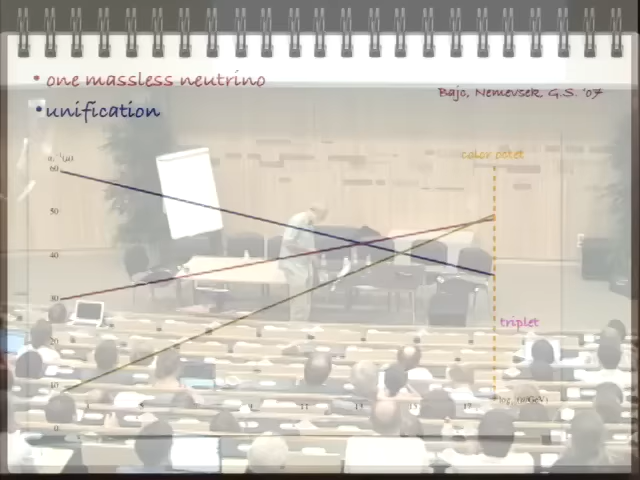 • one massless neutrino
Bajc, Nemevsek, G.S. '07
• unification
60
color octet
50
40
30
triplet
20
10
0